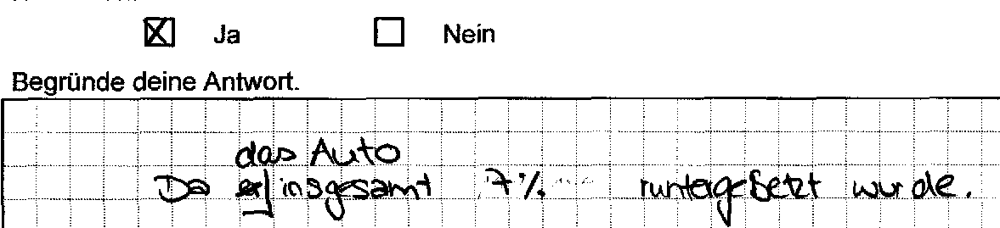 Ja Nein
Begründe deine Antwort.
das Auto
Da er insgesamt 7% runtergesetzt wurde.